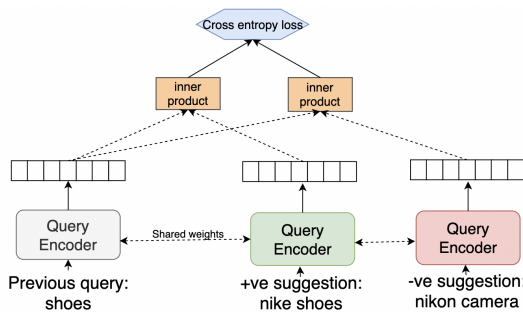 Cross entropy loss
inner
product
inner
product
Query
Encoder
Shared weights
Query
Encoder
Query
Encoder
Previous query:
shoes
+ve suggestion:
nike shoes
-ve suggestion:
nikon camera